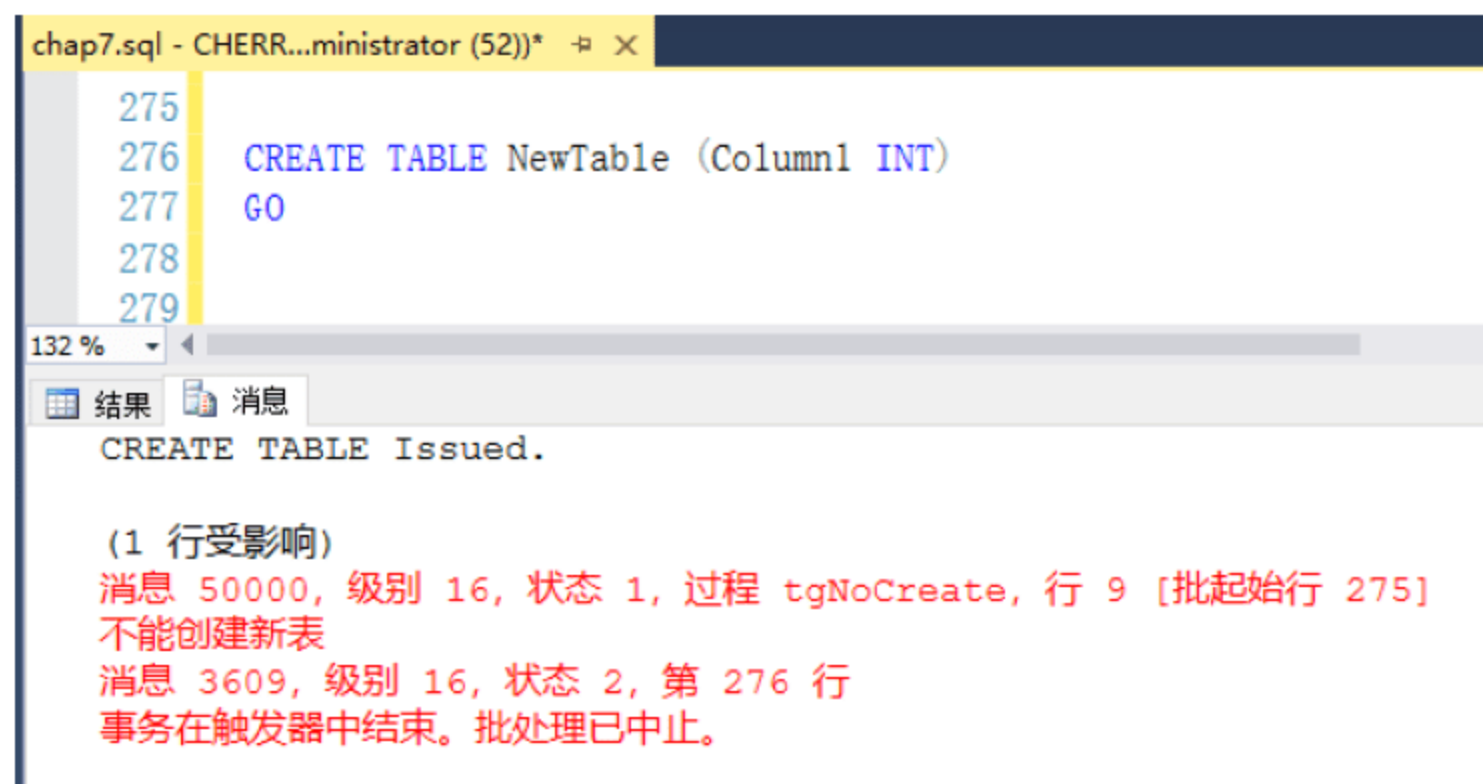 chap7.sql - CHERR...ministrator (52))*
275
276 CREATE TABLE NewTable (Column1 INT)
277 GO
278
279
132 %
结果 消息
CREATE TABLE Issued.
(1 行受影响)
消息 50000, 级别 16, 状态 1, 过程 tgNoCreate, 行 9 [批起始行 275]
不能创建新表
消息 3609, 级别 16, 状态 2, 第 276 行
事务在触发器中结束。批处理已中止。